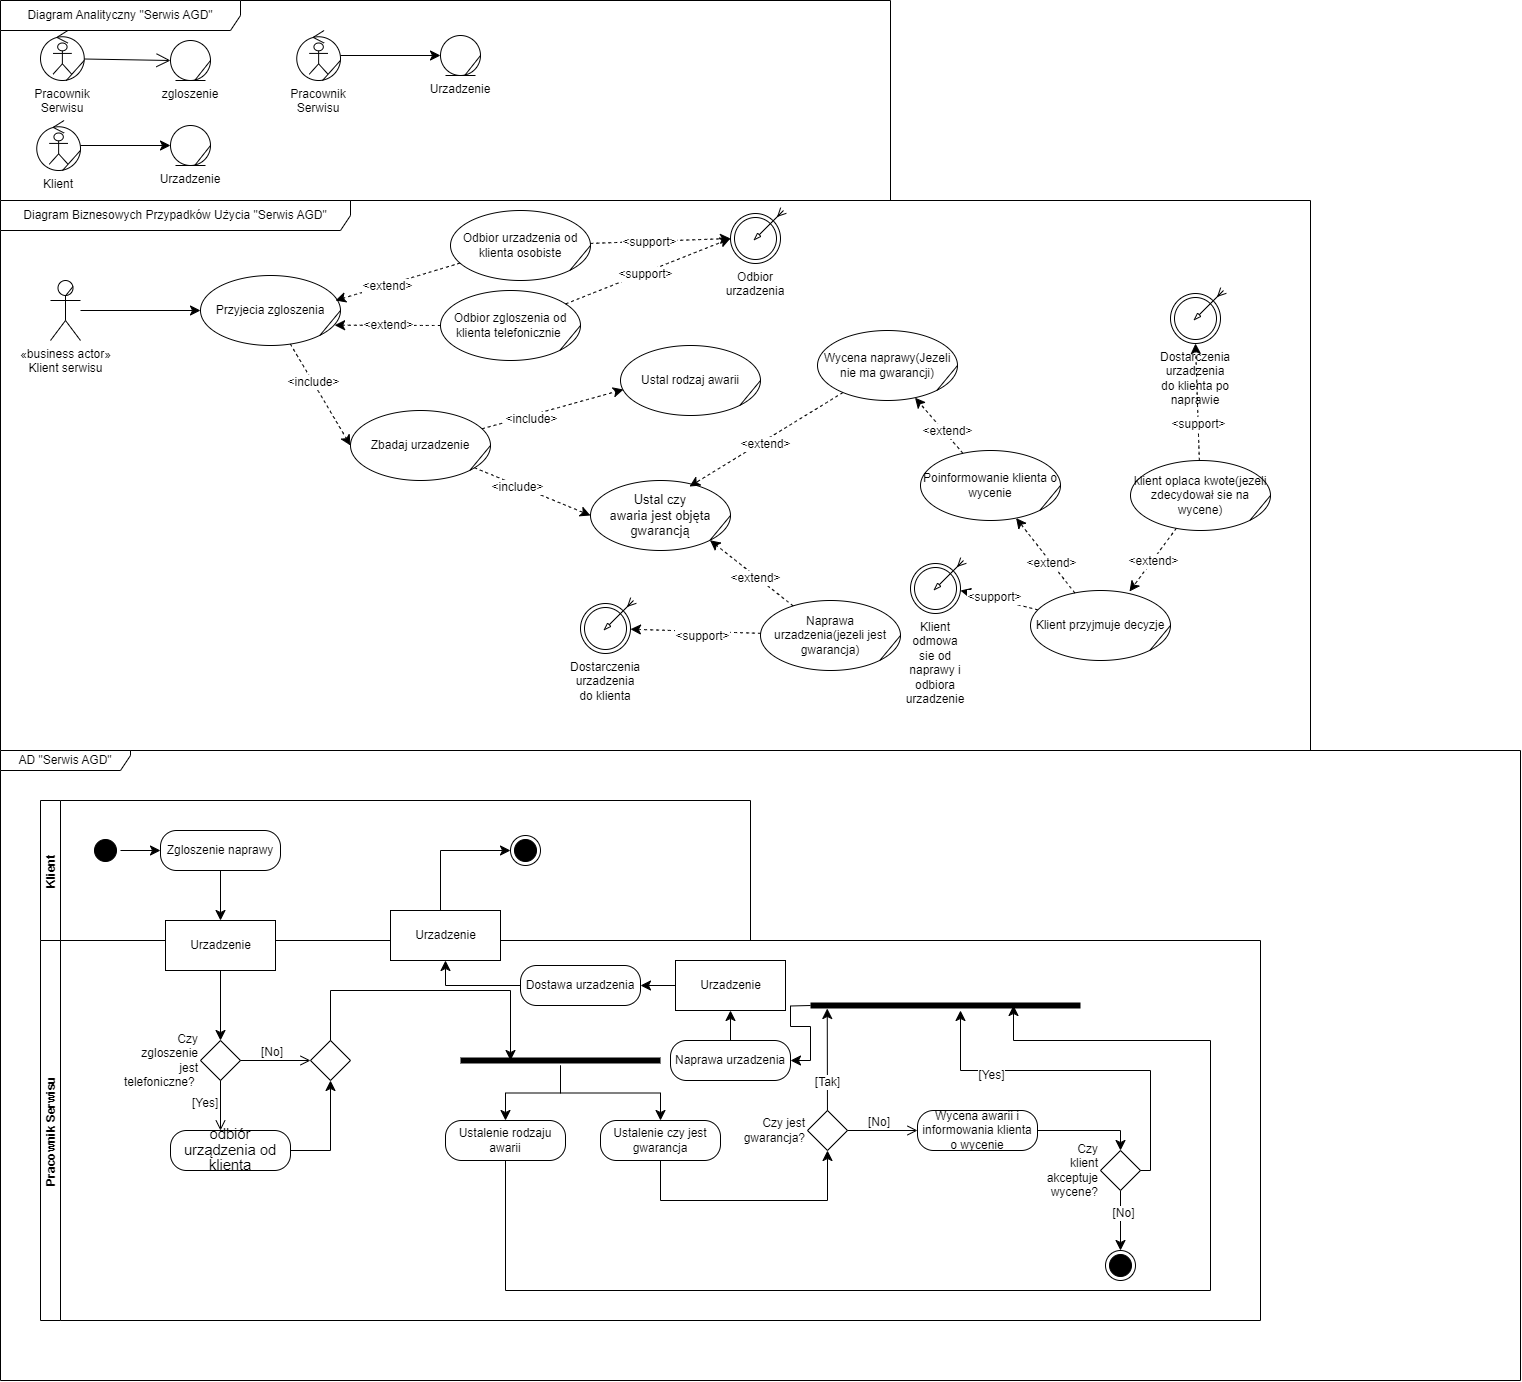 Diagram Analityczny "Serwis AGD"
Pracownik
Serwisu
zgloszenie
Pracownik
Serwisu
Urzadzenie
Klient
Urzadzenie
Diagram Biznesowych Przypadków Użycia "Serwis AGD"
Odbior urzadzenia od
klienta osobiste
<support>
Odbior
urzadzenia
<support>
<extend>
Przyjecia zgloszenia
<extend>
Odbior zgloszenia od
klienta telefonicznie
«business actor»
Klient serwisu
<include>
Ustal rodzaj awarii
Wycena naprawy(Jezeli
nie ma gwarancji)
Dostarczenia
urzadzenia
do klienta po
naprawie
<support>
<include>
Zbadaj urzadzenie
<extend>
<extend>
<include>
Ustal czy
awaria jest objęta
gwarancją
Poinformowanie klienta o
wycenie
klient oplaca kwote(jezeli
zdecydował sie na
wycene)
<extend>
<extend>
<extend>
<support>
Klient
odmowa
sie od
naprawy i
odbiora
urzadzenie
Klient przyjmuje decyzje
Naprawa
urzadzenia(jezeli jest
gwarancja)
<support>
Dostarczenia
urzadzenia
do klienta
AD "Serwis AGD"
Klient
Zgloszenie naprawy
Urzadzenie
Urzadzenie
Pracownik Serwisu
Dostawa urzadzenia
Urzadzenie
Czy
zgloszenie
jest
telefoniczne?
[No]
[Yes]
odbiór
urządzenia od
klienta
Naprawa urzadzenia
[Tak]
[Yes]
Ustalenie rodzaju
awarii
Ustalenie czy jest
gwarancja
Czy jest
gwarancja?
[No]
Wycena awarii i
informowania klienta
o wycenie
Czy
klient
akceptuje
wycene?
[No]